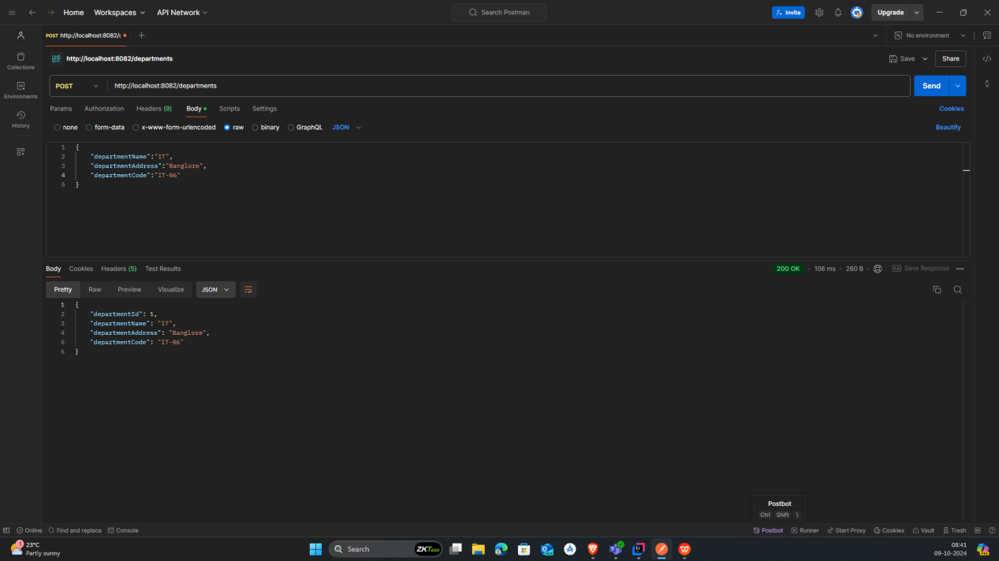 Home Workspaces API Network Search Postman Invite Upgrade
POST http://localhost:8082/ No environment
http://localhost:8082/departments Save Share
Collections
Environments
History
POST http://localhost:8082/departments Send
Params Authorization Headers (9) Body Scripts Settings Cookies
none form-data x-www-form-urlencoded raw binary GraphQL JSON Beautify
1 {
2 "departmentName":"IT",
3 "departmentAddress":"Banglore",
4 "departmentCode":"IT-06"
5 }
Body Cookies Headers (5) Test Results 200 OK 106 ms 260 B Save Response
Pretty Raw Preview Visualize JSON
1 {
2 "departmentId": 1,
3 "departmentName": "IT",
4 "departmentAddress": "Banglore",
5 "departmentCode": "IT-06"
6 }
Postbot
Ctrl Shift \
Online Find and replace Console Postbot Runner Start Proxy Cookies Vault Trash
1 23°C
Partly sunny
Search ZKTeco
08:41
09-10-2024